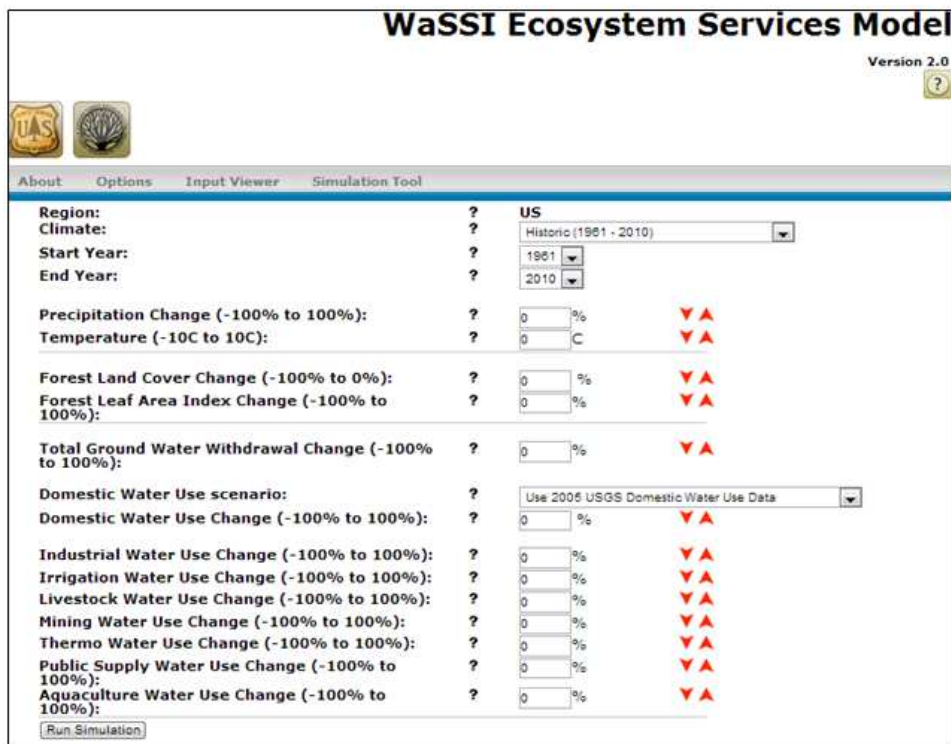 WaSSI Ecosystem Services Model
Version 2.0
?
UAS
About Options Input Viewer Simulation Tool
Region: ? US
Climate: ? Historic (1961 - 2010)
Start Year: ? 1961
End Year: ? 2010
Precipitation Change (-100% to 100%): ? 0 %
Temperature (-10C to 10C): ? 0 C
Forest Land Cover Change (-100% to 0%): ? 0 %
Forest Leaf Area Index Change (-100% to ? 0 %
100%):
Total Ground Water Withdrawal Change (-100% ? 0 %
to 100%):
Domestic Water Use scenario: ? Use 2005 USGS Domestic Water Use Data
Domestic Water Use Change (-100% to 100%): ? 0 %
Industrial Water Use Change (-100% to 100%): ? 0 %
Irrigation Water Use Change (-100% to 100%): ? 0 %
Livestock Water Use Change (-100% to 100%): ? 0 %
Mining Water Use Change (-100% to 100%): ? 0 %
Thermo Water Use Change (-100% to 100%): ? 0 %
Public Supply Water Use Change (-100% to ? 0 %
100%):
Aquaculture Water Use Change (-100% to ? 0 %
100%):
Run Simulation